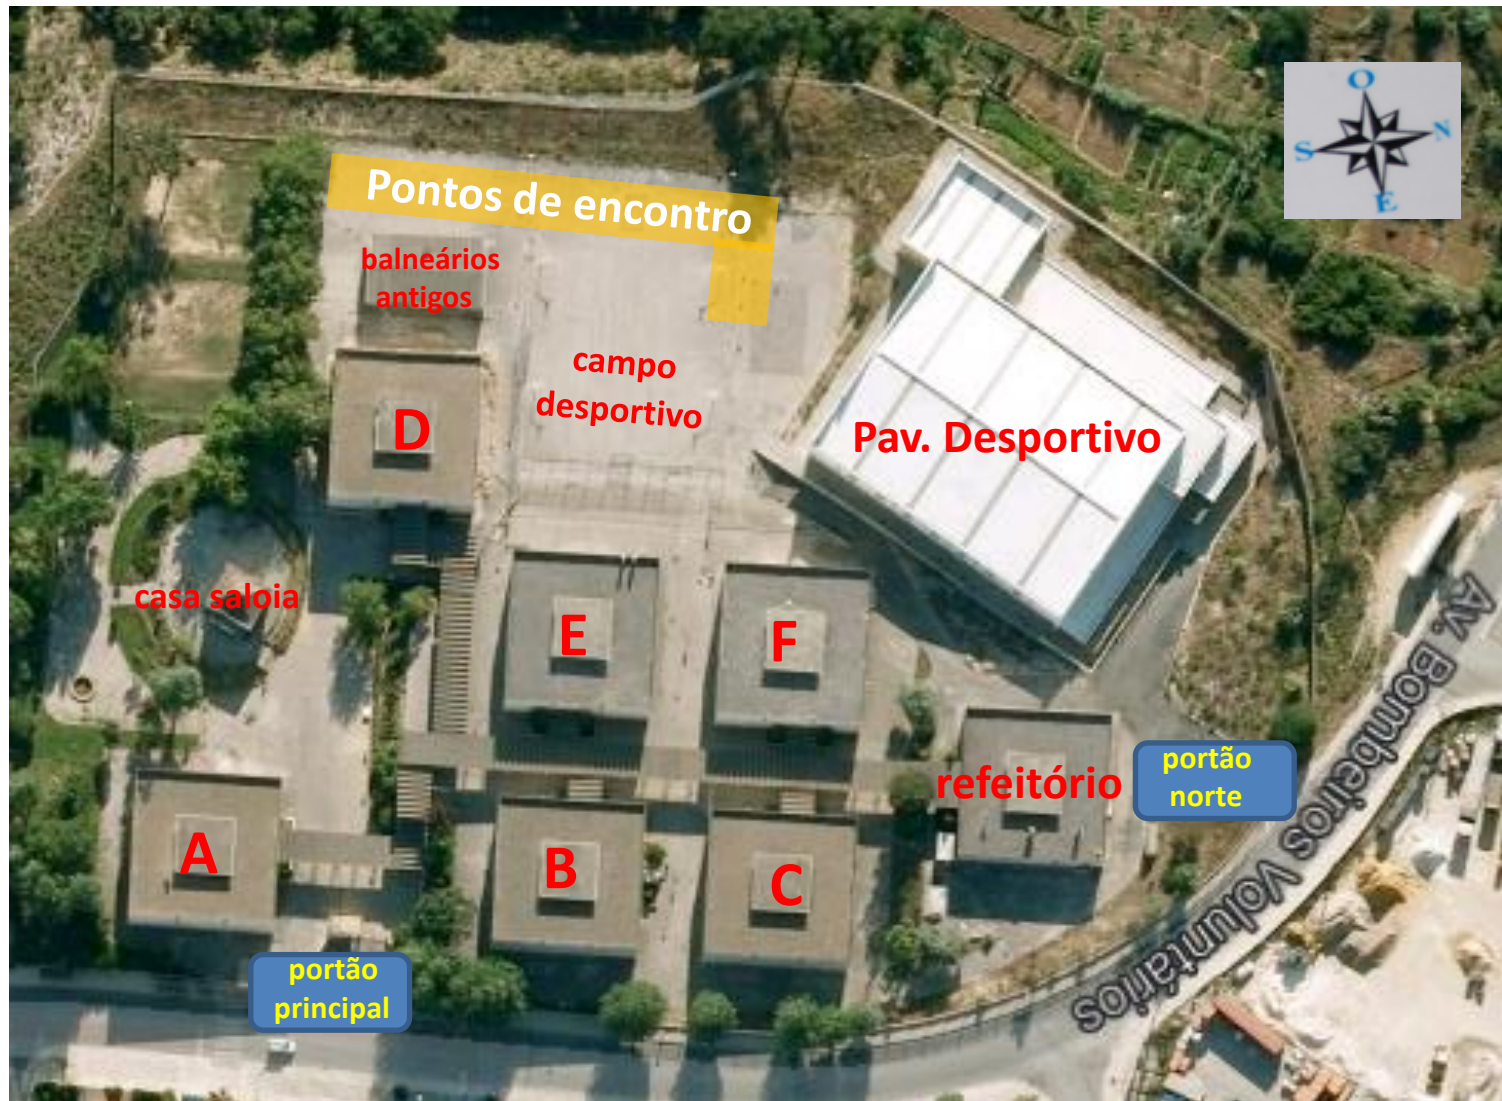 O
N
S
E
Pontos de encontro
balneários
antigos
campo
desportivo
D
Pav. Desportivo
casa saloia
E
F
Av. Bombeiros Voluntários
refeitório
portão
norte
A
B
C
portão
principal